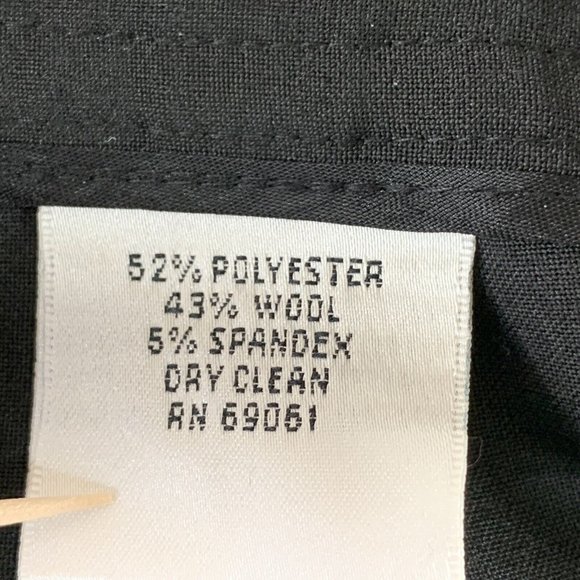 52% POLYESTER
43% WOOL
5% SPANDEX
DRY CLEAN
RN 69061